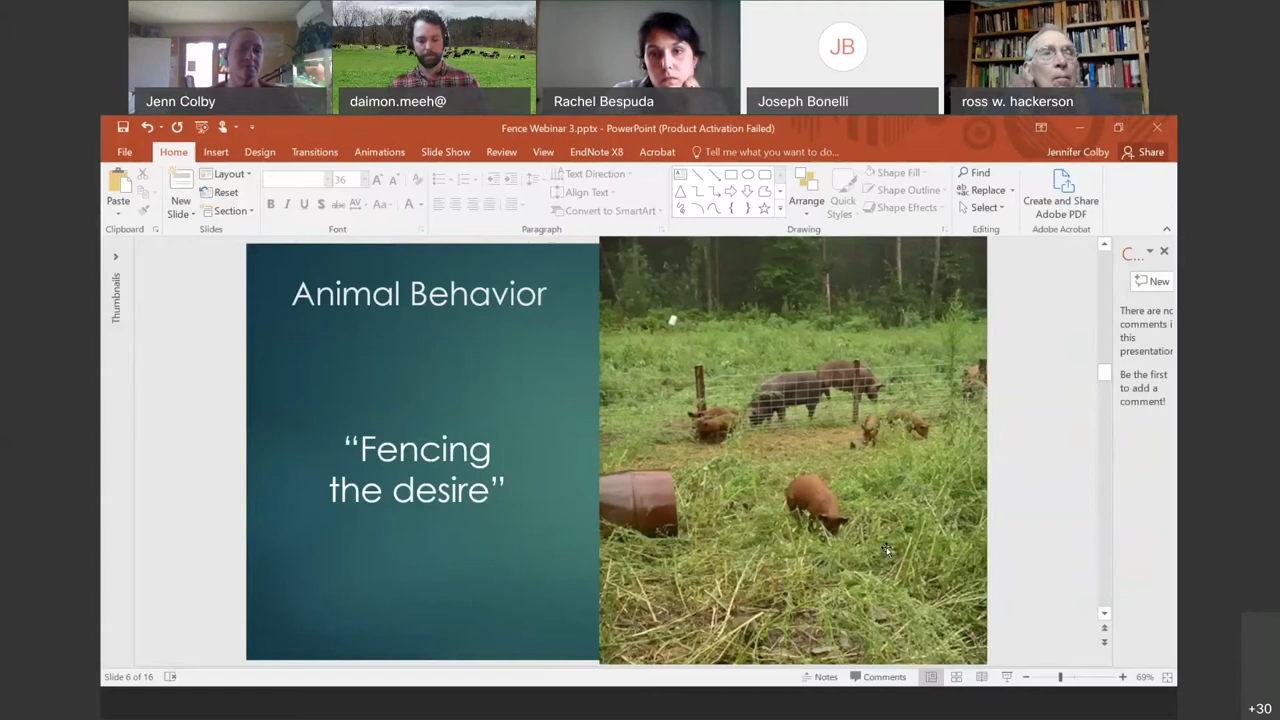 JB
Jenn Colby
daimon.meeh@
Rachel Bespuda
Joseph Bonelli
ross w. hackerson
Fence Webinar 3.pptx - PowerPoint (Product Activation Failed)
File Home Insert Design Transitions Animations Slide Show Review View EndNote X8 Acrobat Tell me what you want to do... Jennifer Colby Share
Paste
Clipboard
New
Slide
Layout
Reset
Section
Slides
36
B I U S abc AV Aa A
Font
Text Direction
Align Text
Convert to SmartArt
Paragraph
Arrange
Quick
Styles
Shape Fill
Shape Outline
Shape Effects
Drawing
Find
Replace
Select
Editing
Create and Share
Adobe PDF
Adobe Acrobat
Thumbnails
Animal Behavior
“Fencing
the desire”
C...
New
There are no
comments i
this
presentation
Be the first
to add a
comment!
Slide 6 of 16
Notes
Comments
69%
+30